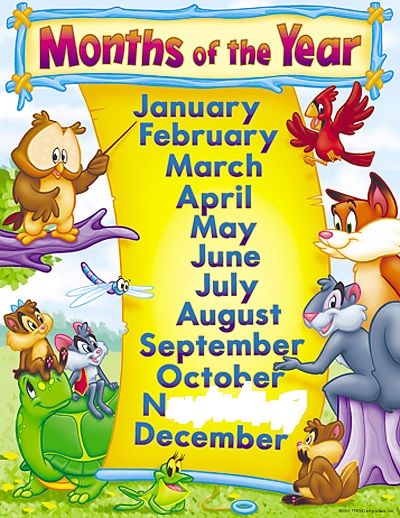 Months of the Year
January
February
March
April
May
June
July
August
September
October
N
December